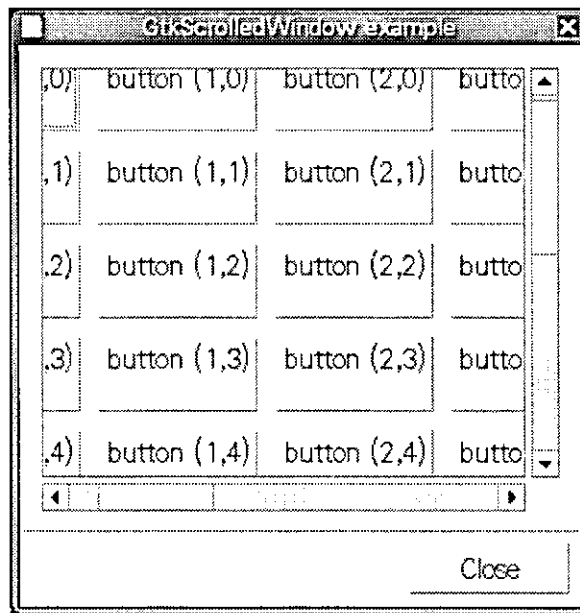 GtkScrolledWindow example
,0) button (1,0) button (2,0) butto
,1) button (1,1) button (2,1) butto
.2) button (1,2) button (2,2) butto
.3) button (1,3) button (2,3) butto
.4) button (1,4) button (2,4) butto
Close